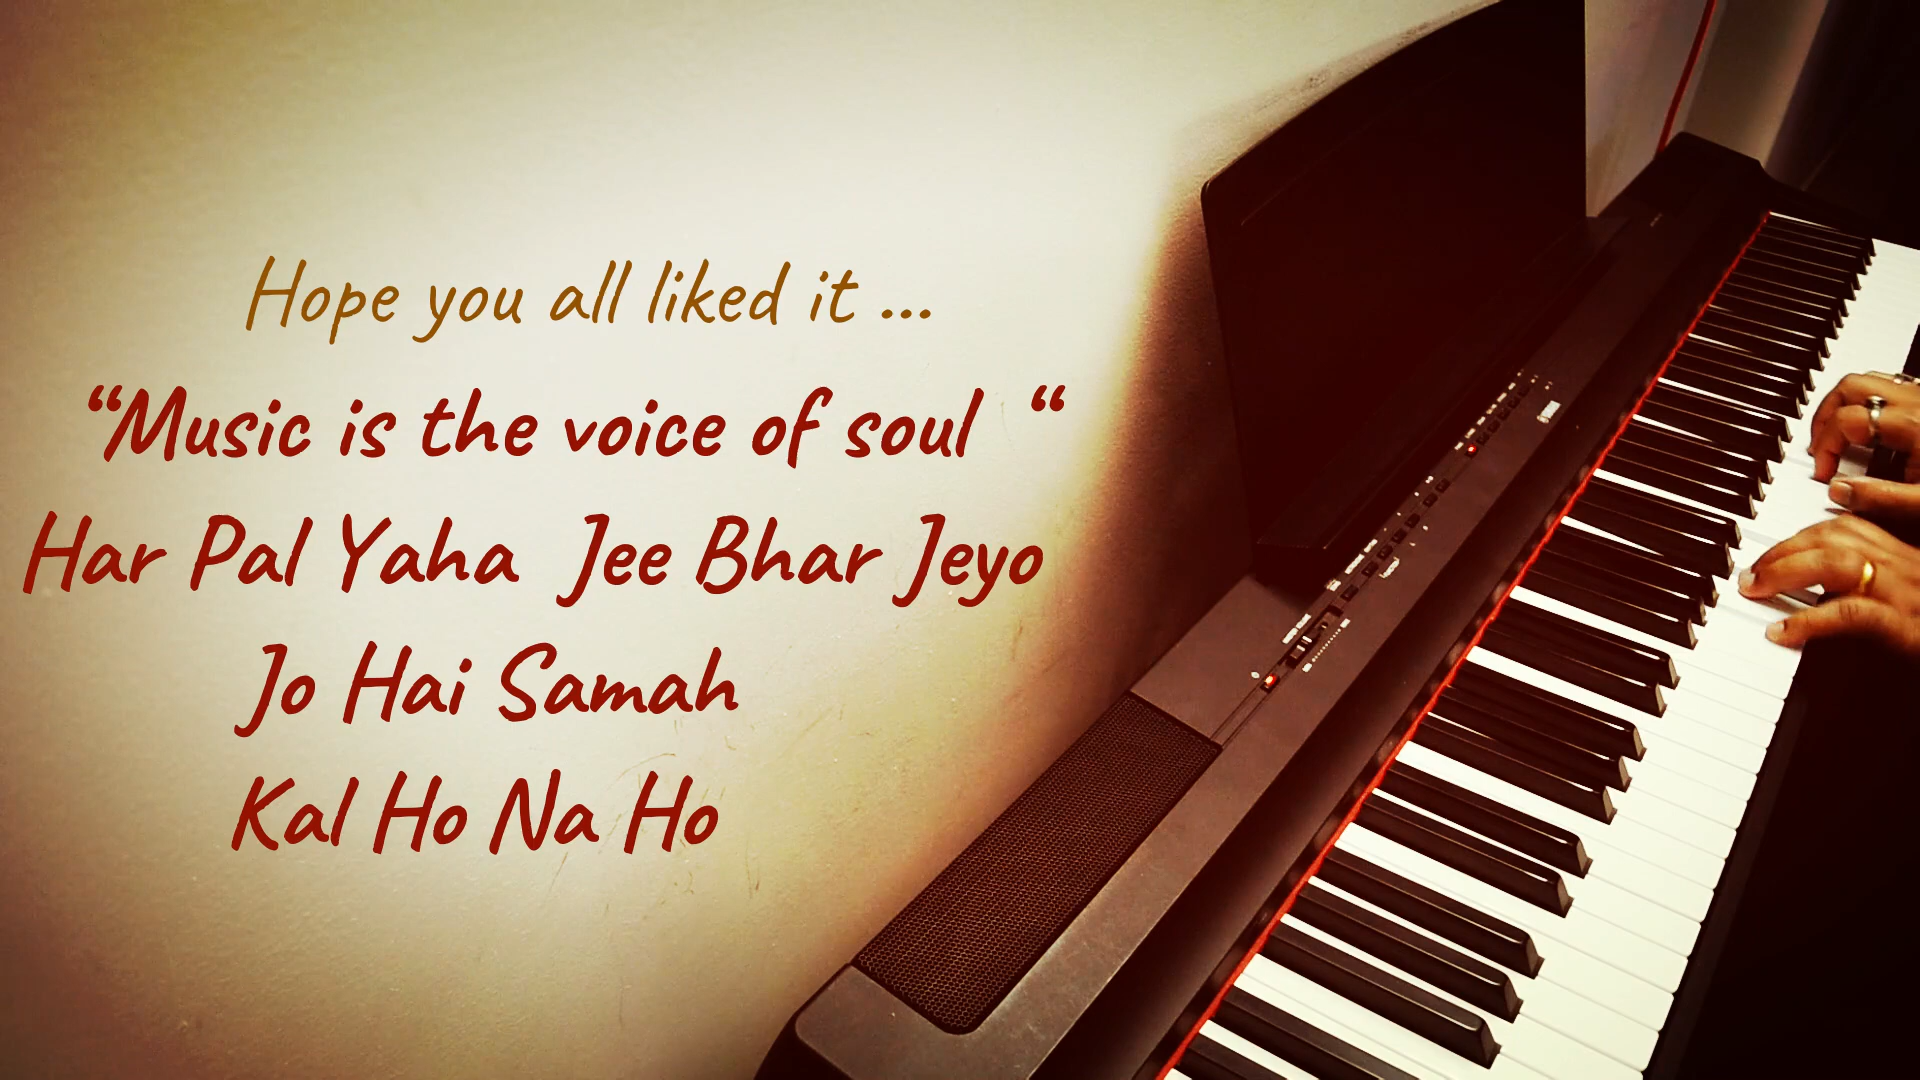 Hope you all liked it ...
“Music is the voice of soul “
Har Pal Yaha Jee Bhar Jeyo
Jo Hai Samah
Kal Ho Na Ho